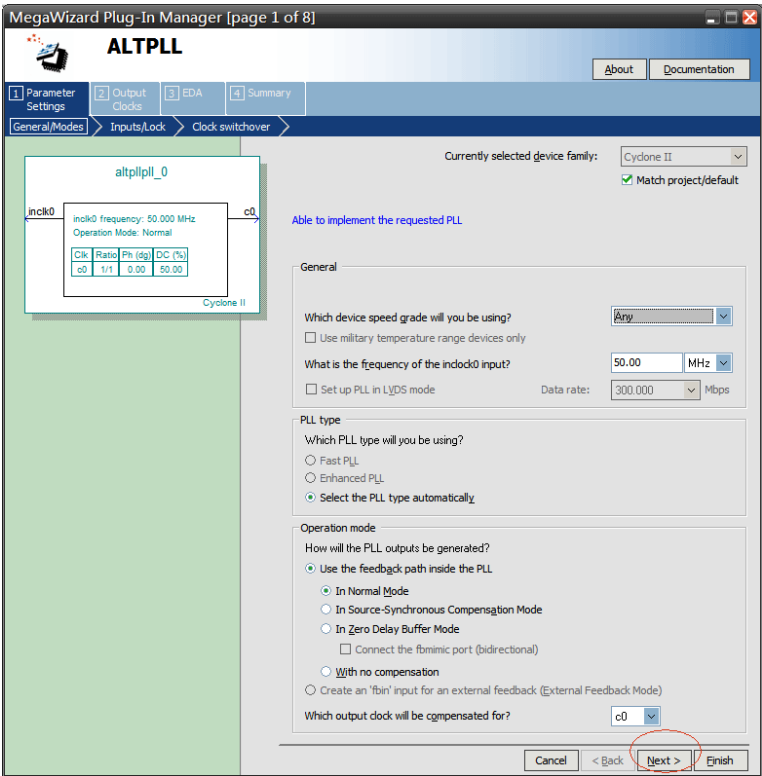 MegaWizard Plug-In Manager [page 1 of 8]
ALTPLL
About
Documentation
1 Parameter Settings
2 Output Clocks
3 EDA
4 Summary
General/Modes
Inputs/Lock
Clock switchover
altpllpll_0
inclk0
c0
inclk0 frequency: 50.000 MHz
Operation Mode: Normal
Clk Ratio Ph (dg) DC (%)
c0 1/1 0.00 50.00
Cyclone II
Currently selected device family:
Cyclone II
Match project/default
Able to implement the requested PLL
General
Which device speed grade will you be using?
Any
Use military temperature range devices only
What is the frequency of the inclock0 input?
50.00
MHz
Set up PLL in LVDS mode
Data rate:
300.000
Mbps
PLL type
Which PLL type will you be using?
Fast PLL
Enhanced PLL
Select the PLL type automatically
Operation mode
How will the PLL outputs be generated?
Use the feedback path inside the PLL
In Normal Mode
In Source-Synchronous Compensation Mode
In Zero Delay Buffer Mode
Connect the fbmimic port (bidirectional)
With no compensation
Create an 'fbin' input for an external feedback (External Feedback Mode)
Which output clock will be compensated for?
c0
Cancel
< Back
Next >
Finish